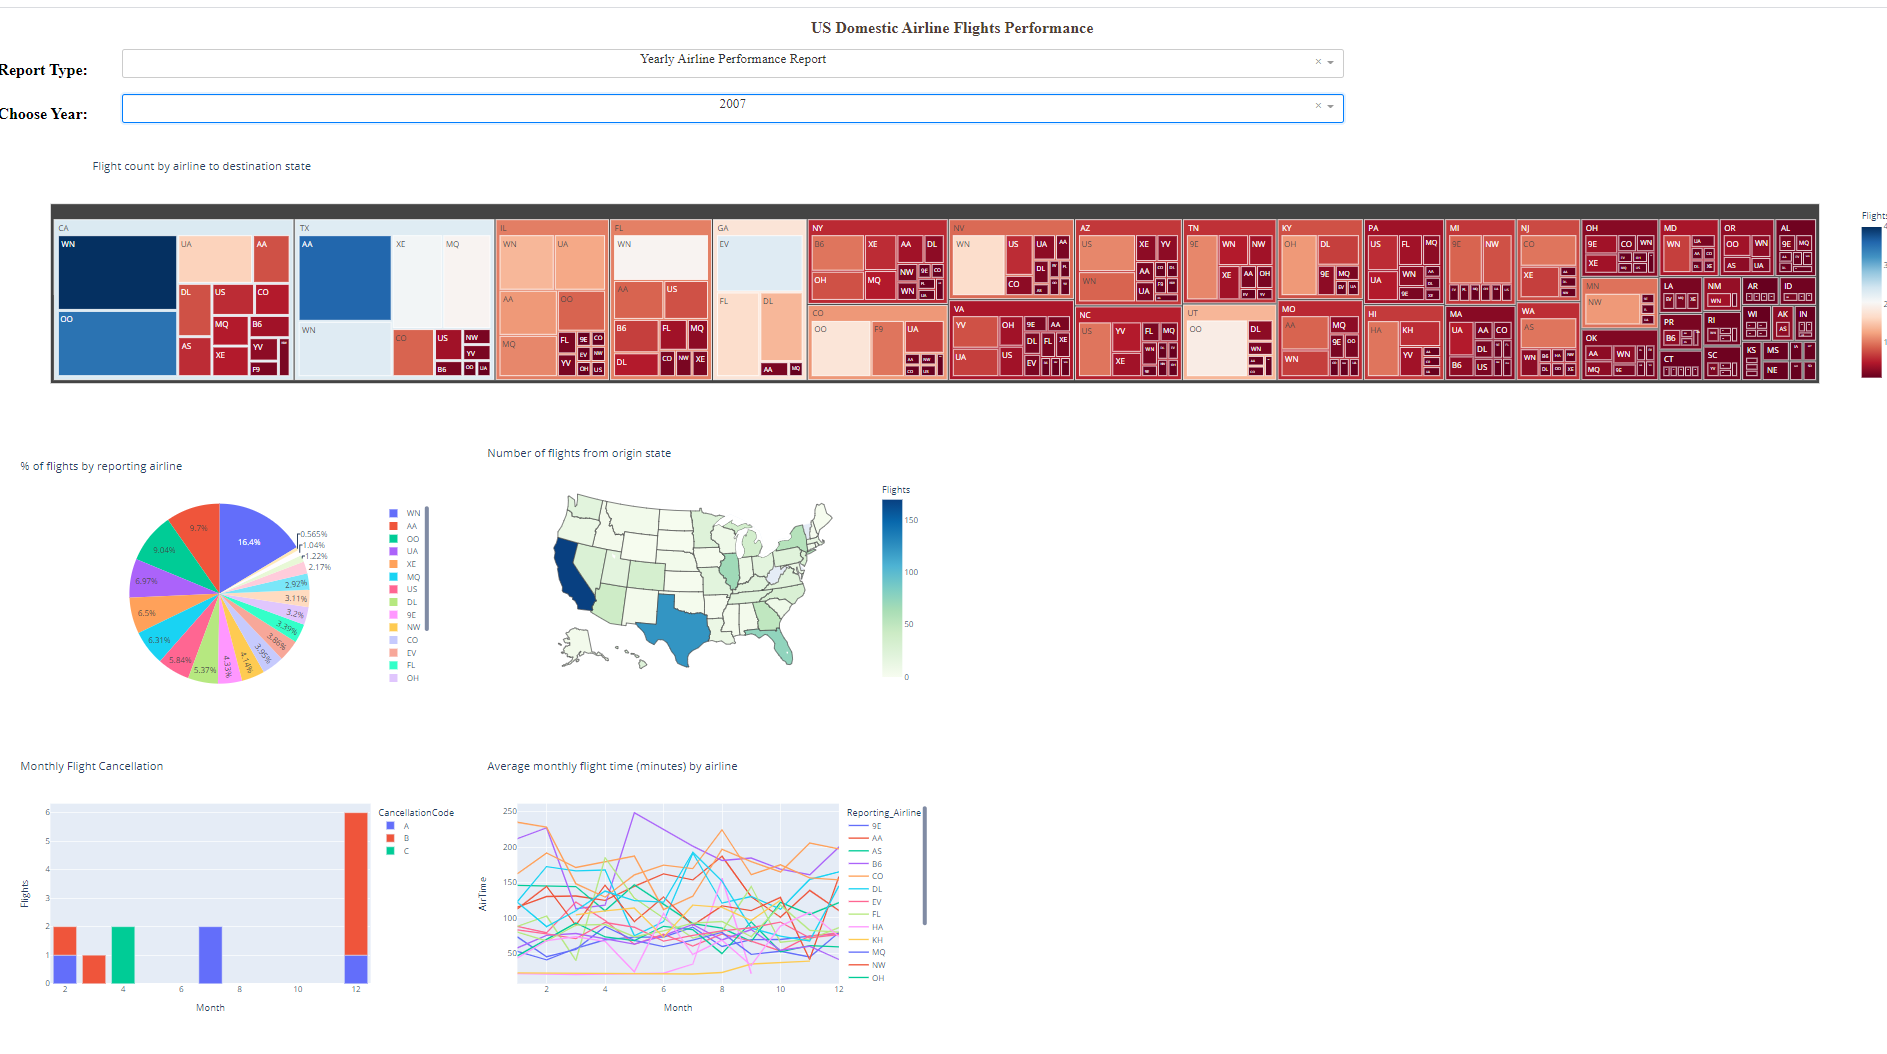 US Domestic Airline Flights Performance
Report Type:
Yearly Airline Performance Report
Choose Year:
2007
Flight count by airline to destination state
CA TX IL FL GA NY NV AZ TN KY PA MI NJ OH MD OR AL
WN UA AA
OO DL US CO
AS MQ B6
XE YV
F9
AA XE MQ
WN CO US NW
YV
B6 OO UA
WN UA
AA OO
MQ FL 9E CO
EV NW
YV OH US
WN
AA US
B6 FL MQ
DL CO NW XE
EV
FL DL
AA MQ
B6 XE AA DL
OH MQ NW 9E CO
WN
CO
OO F9 UA
WN US UA AA
DL
CO
VA
YV OH 9E AA
DL FL XE
UA US EV
US XE YV
WN AA
UA
NC
US YV FL MQ
XE WN
9E WN NW
XE AA OH
UT
OO DL
WN
OH DL
9E MQ
MO
AA MQ
9E OO
WN
US FL MQ
UA WN
9E
HI
HA KH
YV
9E NW
MA
UA AA CO
DL
B6 US
CO
XE
WA
AS
WN B6 HA NW
DL OO XE
9E CO WN
XE
MN
NW
OK
AA WN
MQ 9E
WN
LA
PR
B6
CT
OO WN
AS UA
NM
WN
RI
SC
9E MQ
AR ID
WI AK IN
AS
KS MS
NE
Flights
% of flights by reporting airline
16.4%
9.7%
9.04%
6.97%
6.5%
6.31%
5.84%
5.37%
4.33%
4.14%
3.95%
3.86%
3.39%
3.2%
3.11%
2.92%
2.17%
1.22%
1.04%
0.565%
WN
AA
OO
UA
XE
MQ
US
DL
9E
NW
CO
EV
FL
OH
Number of flights from origin state
Flights
150
100
50
0
Monthly Flight Cancellation
Flights
6
5
4
3
2
1
0
2 4 6 8 10 12
Month
CancellationCode
A
B
C
Average monthly flight time (minutes) by airline
AirTime
250
200
150
100
50
2 4 6 8 10 12
Month
Reporting_Airline
9E
AA
AS
B6
CO
DL
EV
FL
HA
KH
MQ
NW
OH